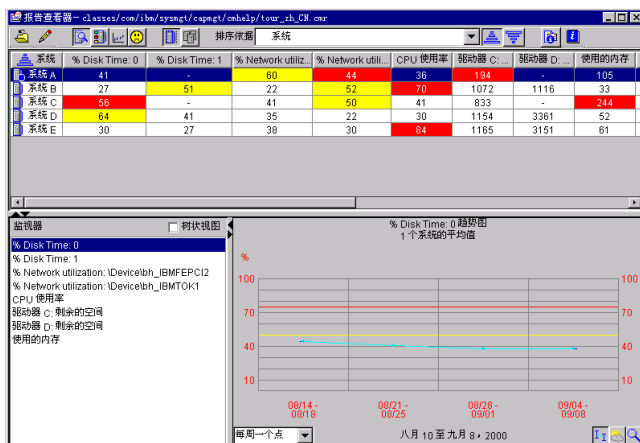 报告查看器- classes/com/ibm/sysmgt/capmgt/cmhelp/tour_zh_CN.cmr
排序依据 系统
系统 % Disk Time: 0 % Disk Time: 1 % Network utiliz... % Network utili... CPU 使用率 驱动器 C: ... 驱动器 D: ... 使用的内存
系统 A 41 - 60 44 36 194 - 105
系统 B 27 51 22 52 70 1072 1116 33
系统 C 56 - 41 50 41 833 - 244
系统 D 64 41 35 22 30 1154 3361 52
系统 E 30 27 38 30 84 1165 3151 61
监视器 树状视图
% Disk Time: 0
% Disk Time: 1
% Network utilization: \Device\bh_IBMFEPCI2
% Network utilization: \Device\bh_IBMTOK1
CPU 使用率
驱动器 C: 剩余的空间
驱动器 D: 剩余的空间
使用的内存
% Disk Time: 0 趋势图
1 个系统的平均值
%
100 100
70 70
40 40
10 10
08/14 - 08/21 - 08/28 - 09/04 -
08/18 08/25 09/01 09/08
每周一个点 八月 10 至 九月 8, 2000